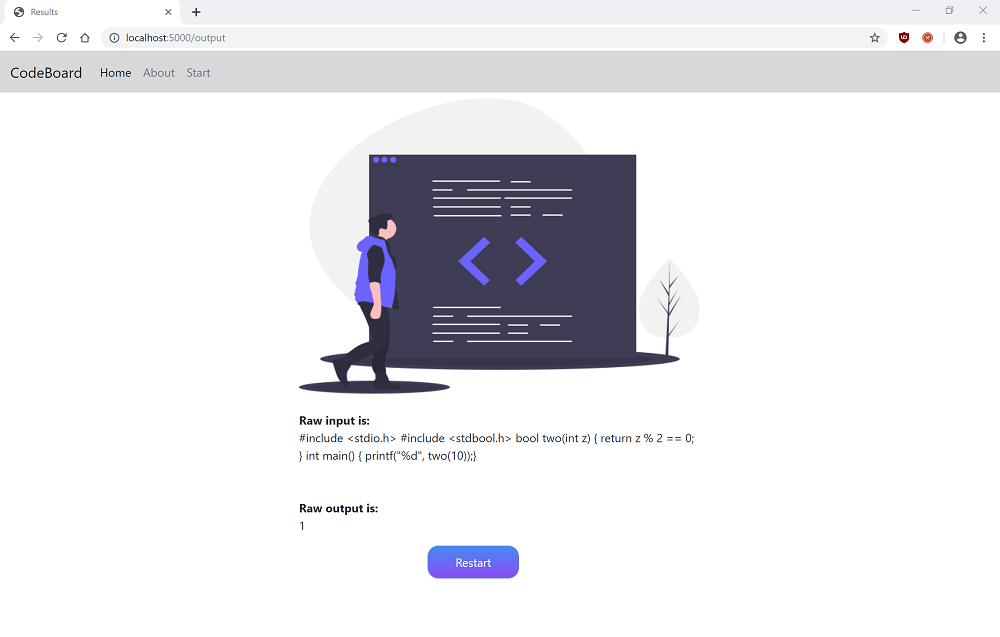 Results
localhost:5000/output
CodeBoard Home About Start
Raw input is:
#include <stdio.h> #include <stdbool.h> bool two(int z) { return z % 2 == 0;
} int main() { printf("%d", two(10));}
Raw output is:
1
Restart